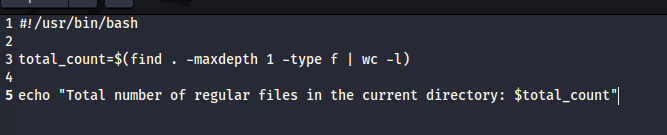 1 #!/usr/bin/bash
2
3 total_count=$(find . -maxdepth 1 -type f | wc -l)
4
5 echo "Total number of regular files in the current directory: $total_count"